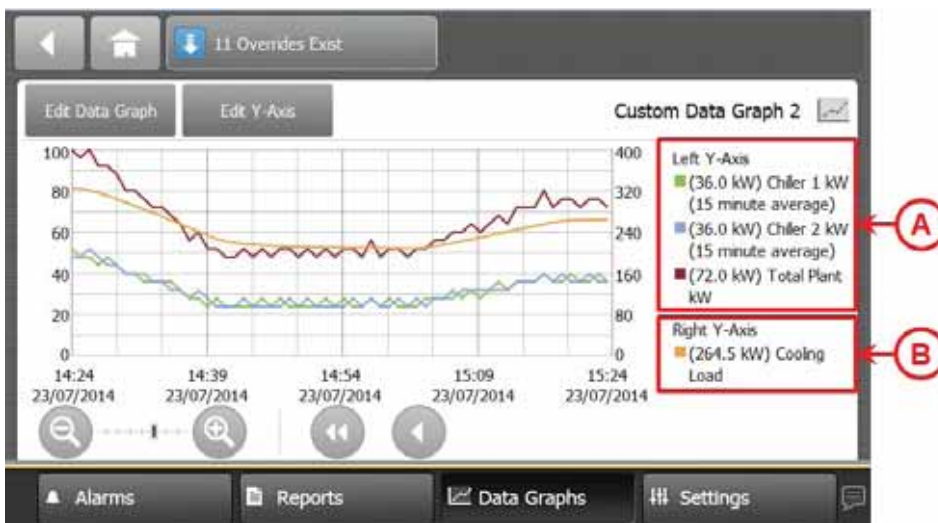 11 Overrides Exist
Edit Data Graph
Edit Y-Axis
Custom Data Graph 2
100
80
60
40
20
0
400
320
240
160
80
0
14:24
23/07/2014
14:39
23/07/2014
14:54
23/07/2014
15:09
23/07/2014
15:24
23/07/2014
Left Y-Axis
(36.0 kW) Chiller 1 kW
(15 minute average)
(36.0 kW) Chiller 2 kW
(15 minute average)
(72.0 kW) Total Plant
kW
A
Right Y-Axis
(264.5 kW) Cooling
Load
B
Alarms
Reports
Data Graphs
Settings